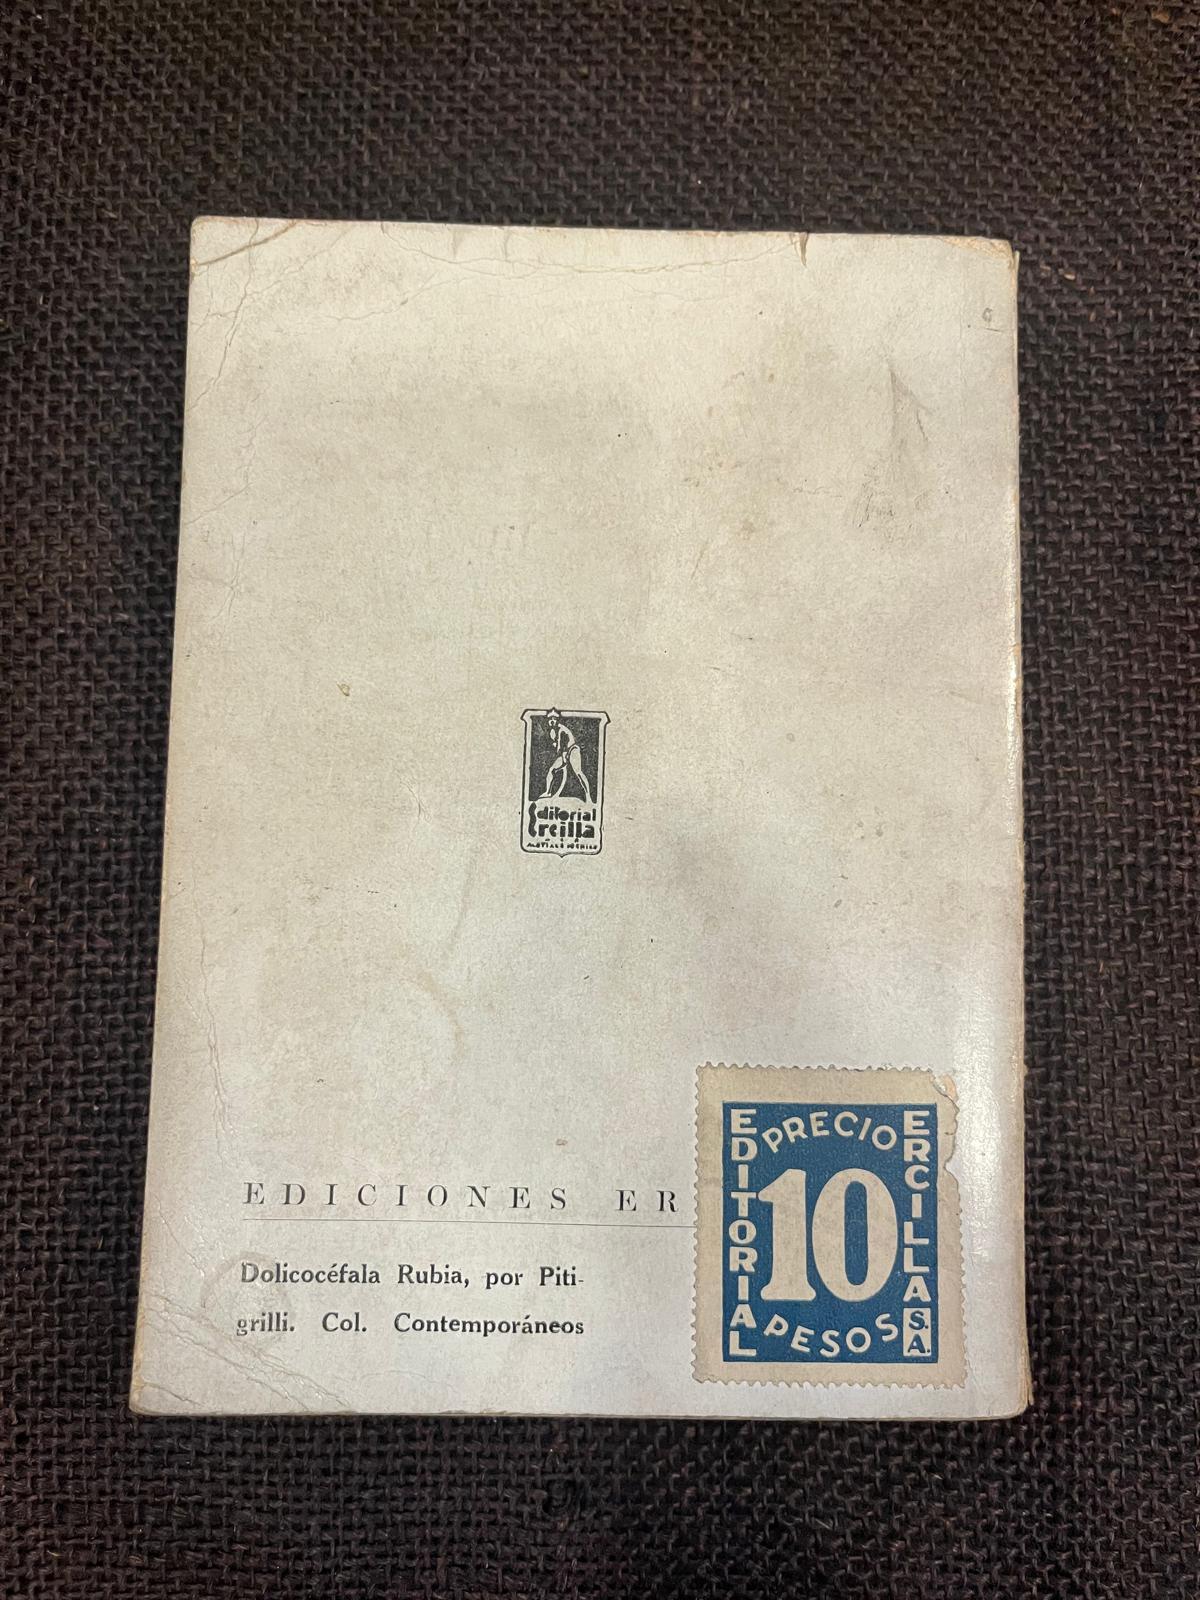 Editorial
Ercilla
EDICIONES ER
Dolicocéfala Rubia, por Piti-
grilli. Col. Contemporáneos
EDITORIAL
PRECIO
10
PESOS
ERCILLA
S.A.